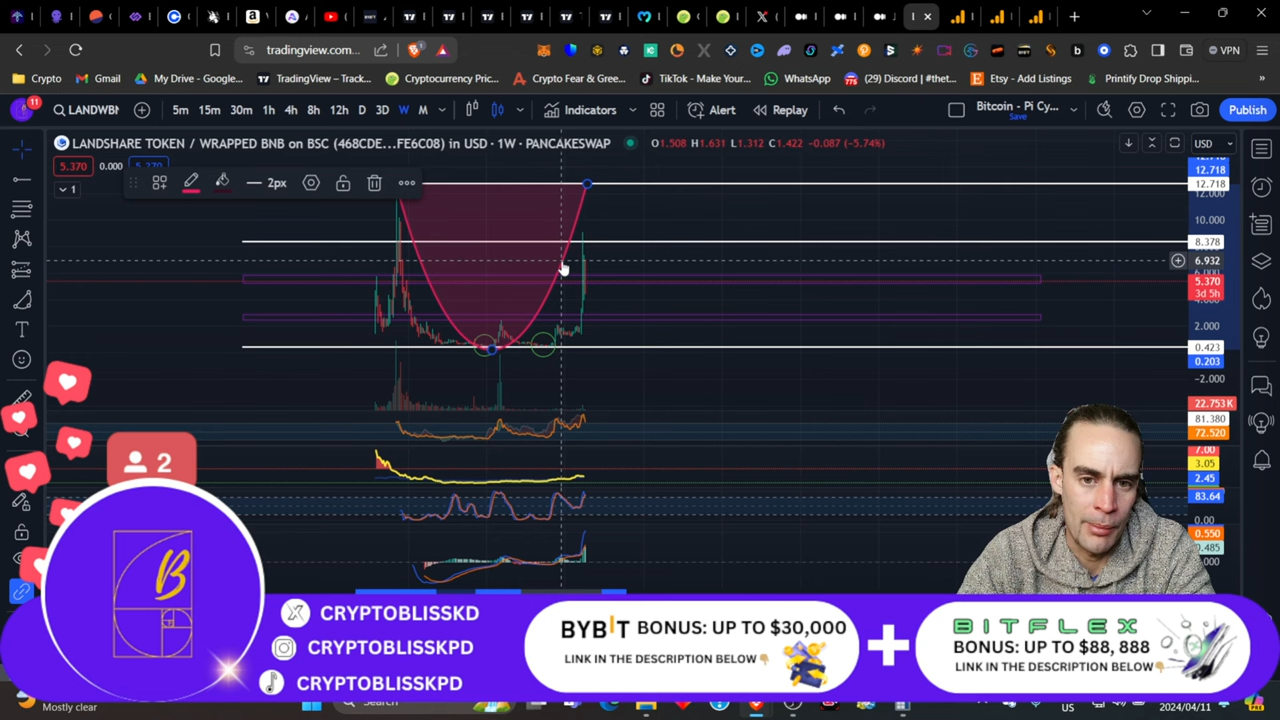 tradingview.com...
1
VPN
Crypto
Gmail
My Drive - Google...
TradingView – Track...
Cryptocurrency Pric...
Crypto Fear & Gree...
TikTok - Make Your...
WhatsApp
(29) Discord | #thet...
Etsy - Add Listings
Printify Drop Shippi...
11
LANDWBN
5m
15m
30m
1h
4h
8h
12h
D
3D
W
M
Indicators
Alert
Replay
Bitcoin - Pi Cy...
Save
Publish
LANDSHARE TOKEN / WRAPPED BNB on BSC (468CDE...FE6C08) in USD · 1W · PANCAKESWAP
O1.508 H1.631 L1.312 C1.422 -0.087 (-5.74%)
USD
5.370
0.000
1
2px
12.718
12.718
12.000
10.000
8.378
6.932
5.370
3d 5h
2.000
0.423
0.203
−2.000
22.753 K
81.380
72.520
7.00
3.05
2.45
83.64
0.00
0.550
0.485
2
B
CRYPTOBLISSKD
CRYPTOBLISSKPD
CRYPTOBLISSKPD
BYBIT BONUS: UP TO $30,000
LINK IN THE DESCRIPTION BELOW
BITFLEX
BONUS: UP TO $88, 888
LINK IN THE DESCRIPTION BELOW
Mostly clear
Search
US
2024/04/11